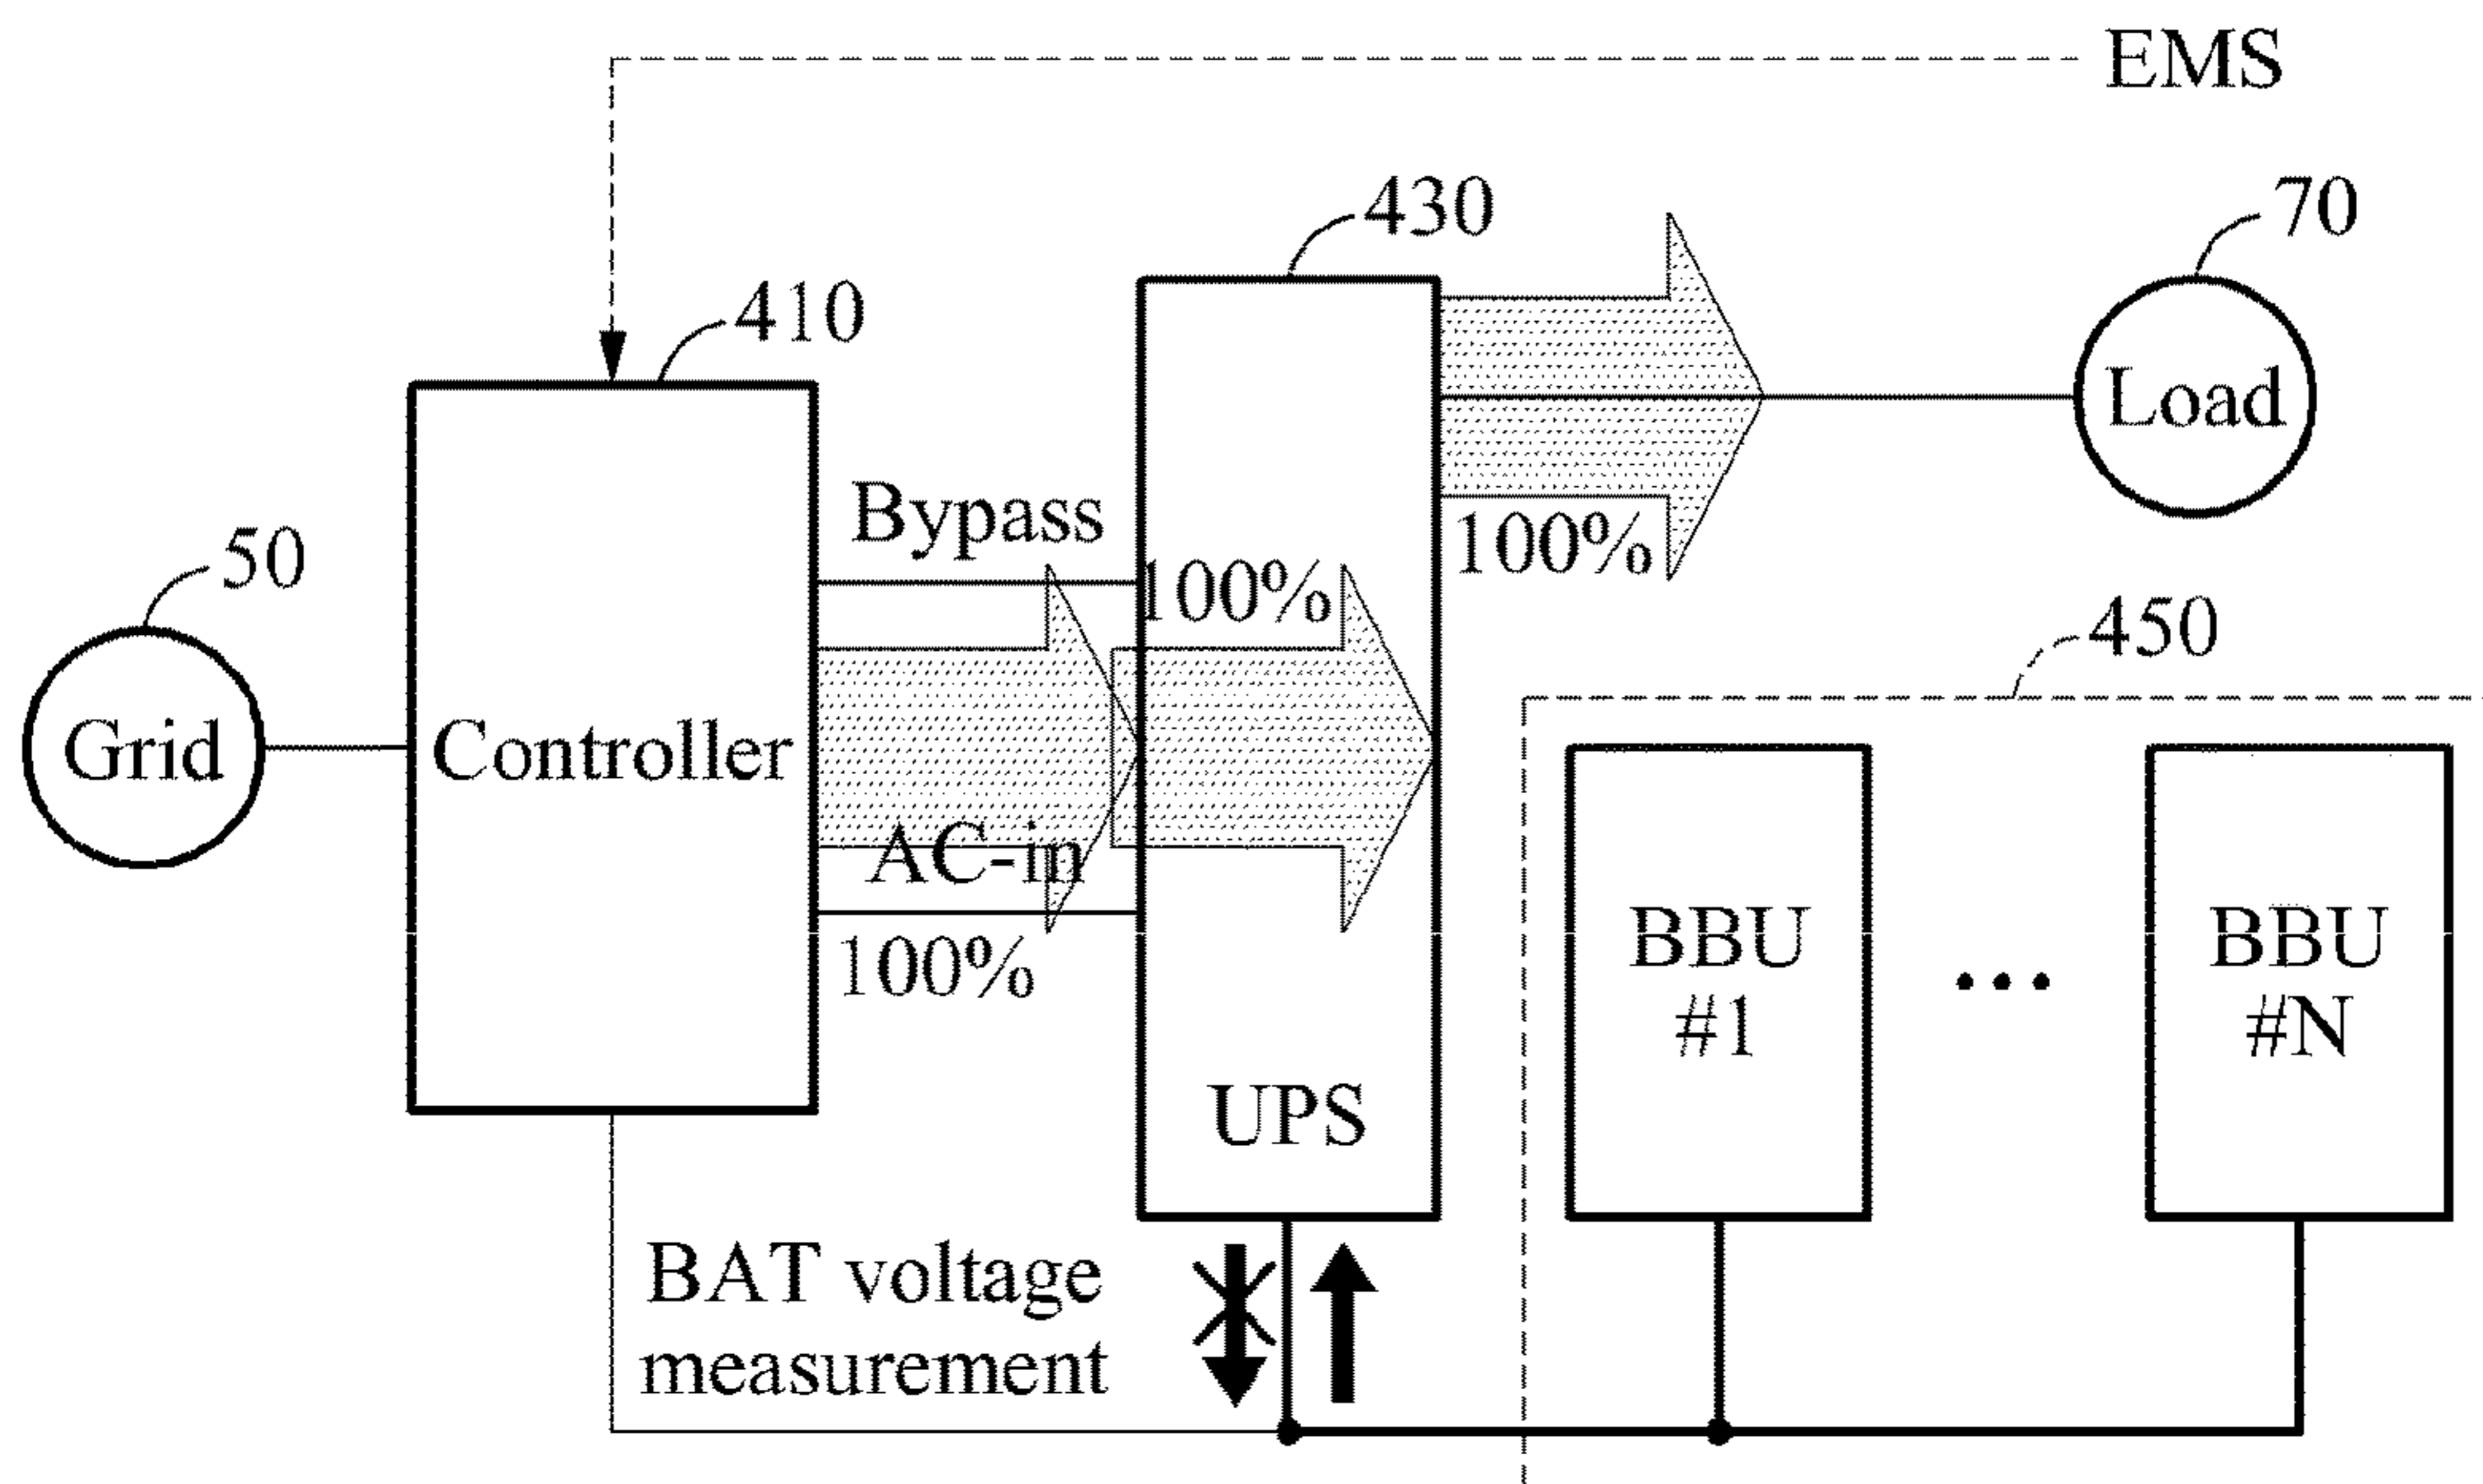 EMS
430
70
410
Load
Bypass
50
100%
100%
450
Grid
Controller
AC-in
100%
BBU
#1
...
BBU
#N
UPS
BAT voltage
measurement